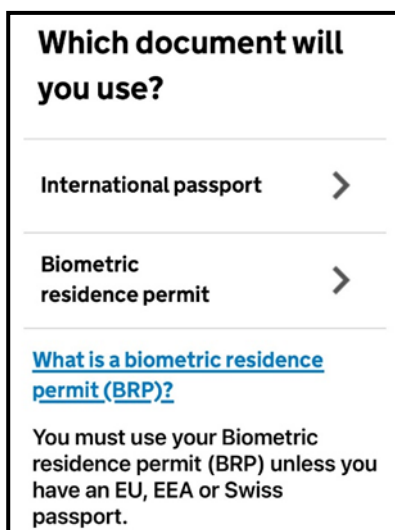 Which document will
you use?
International passport
Biometric
residence permit
What is a biometric residence
permit (BRP)?
You must use your Biometric
residence permit (BRP) unless you
have an EU, EEA or Swiss
passport.